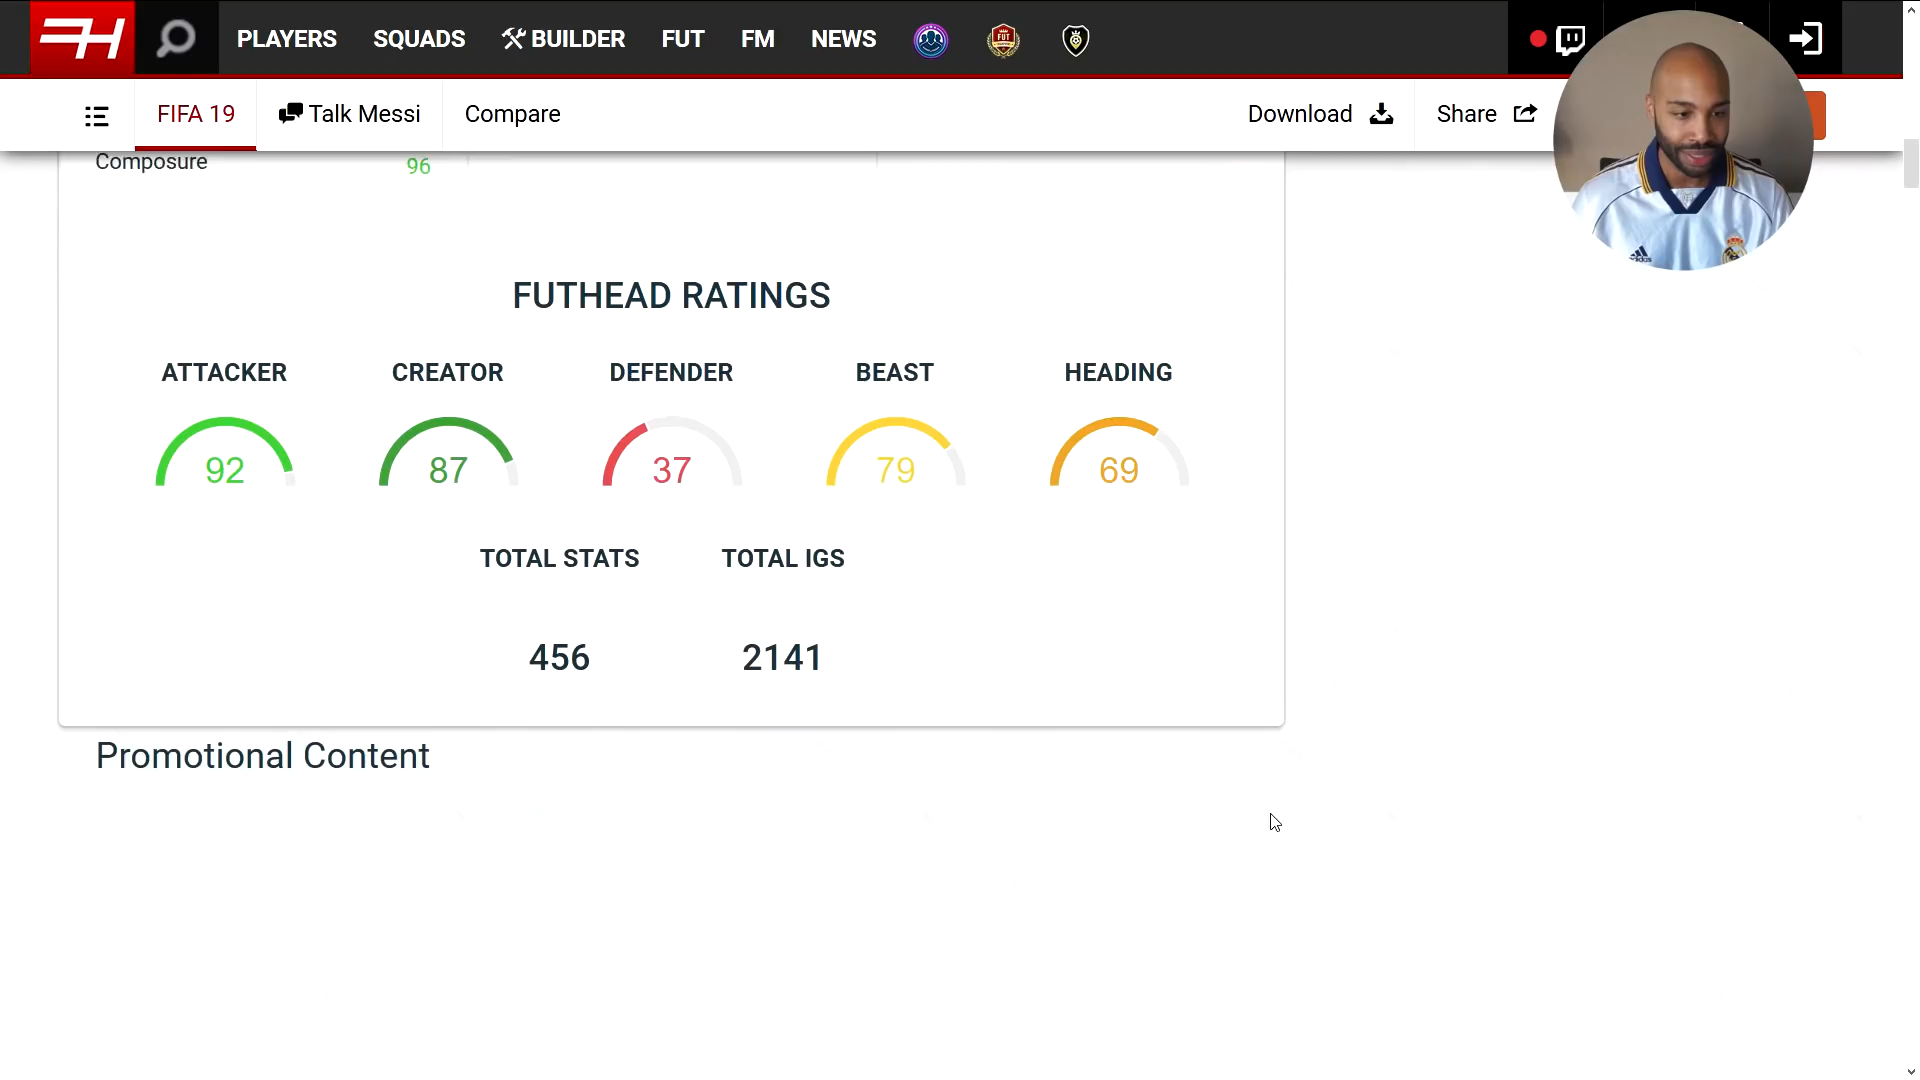 PLAYERS SQUADS BUILDER FUT FM NEWS
FIFA 19 Talk Messi Compare Download Share
Composure 96
FUTHEAD RATINGS
ATTACKER CREATOR DEFENDER BEAST HEADING
92 87 37 79 69
TOTAL STATS TOTAL IGS
456 2141
Promotional Content